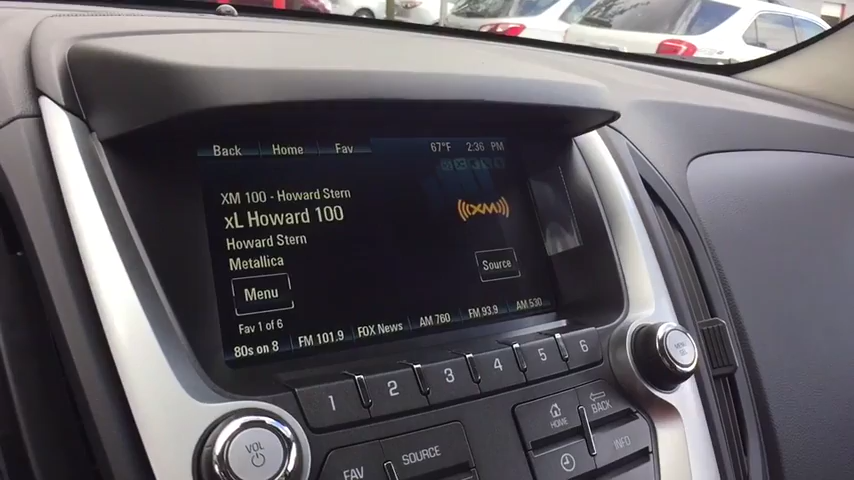 Back Home Fav 67°F 2:36 PM
XM 100 - Howard Stern
xL Howard 100
Howard Stern
Metallica
XM
Menu
Source
Fav 1 of 6
80s on 8 FM 101.9 FOX News AM 760 FM 93.9 AM 530
1 2 3 4 5 6
MENU
SEL
VOL
FAV
SOURCE
HOME
BACK
INFO